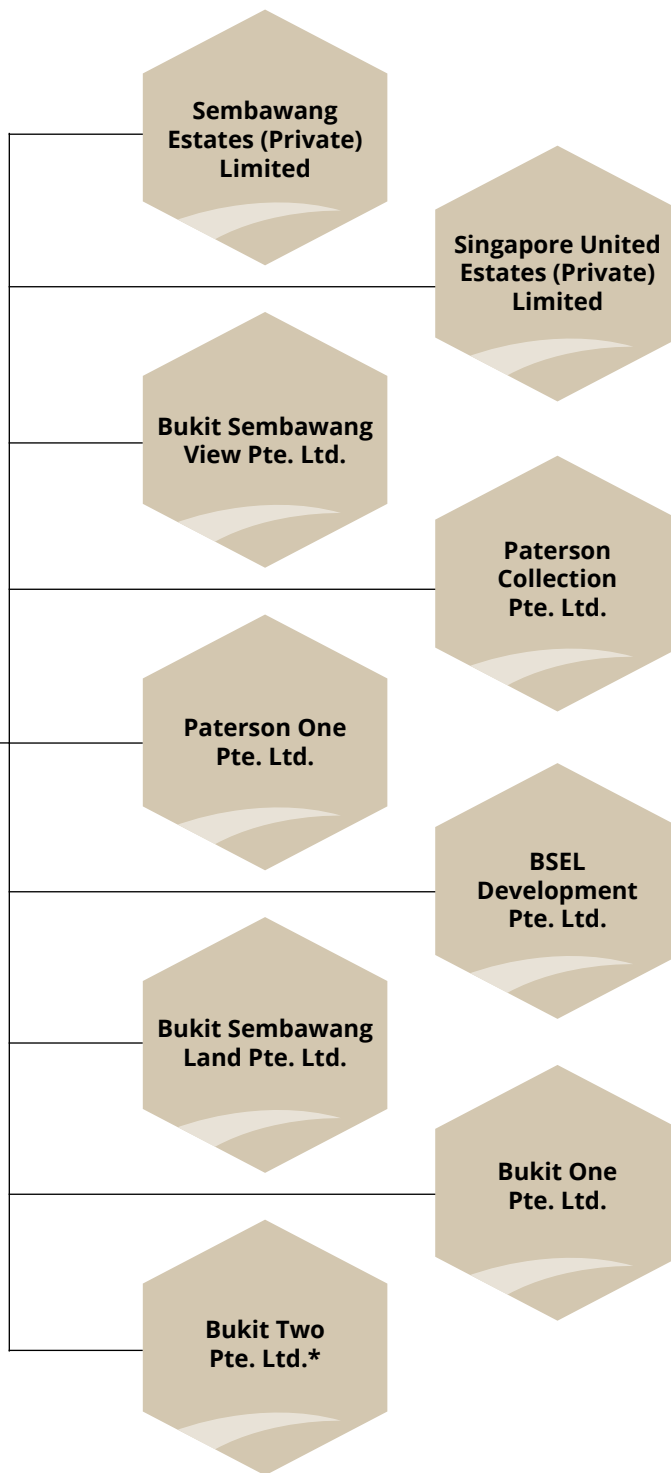 Sembawang
Estates (Private)
Limited
Singapore United
Estates (Private)
Limited
Bukit Sembawang
View Pte. Ltd.
Paterson
Collection
Pte. Ltd.
Paterson One
Pte. Ltd.
BSEL
Development
Pte. Ltd.
Bukit Sembawang
Land Pte. Ltd.
Bukit One
Pte. Ltd.
Bukit Two
Pte. Ltd.*